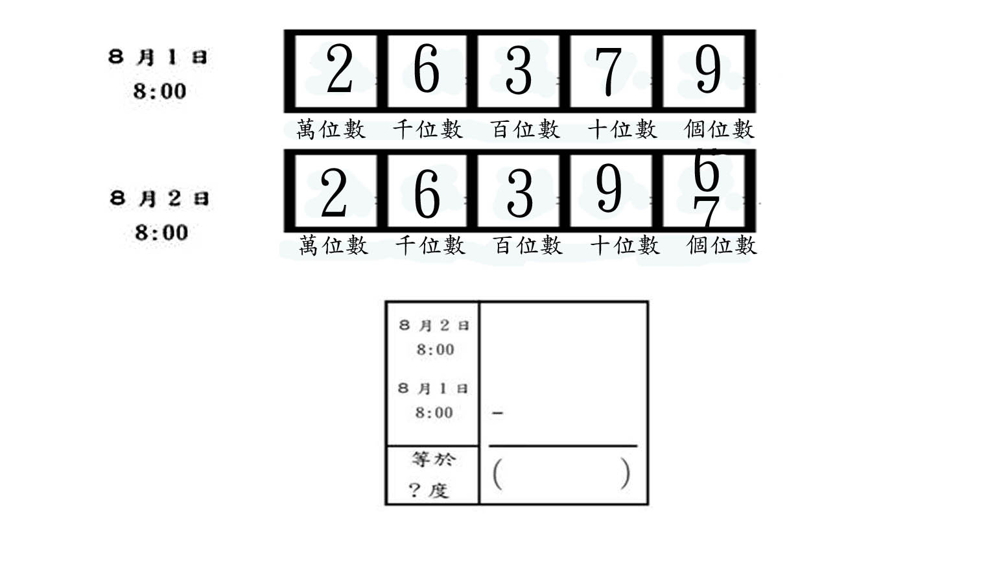 8 月 1 日
8:00
2 6 3 7 9
萬位數 千位數 百位數 十位數 個位數
8 月 2 日
8:00
2 6 3 9 6
7
萬位數 千位數 百位數 十位數 個位數
8 月 2 日
8:00
8 月 1 日
8:00
－
等於
？度
(  )